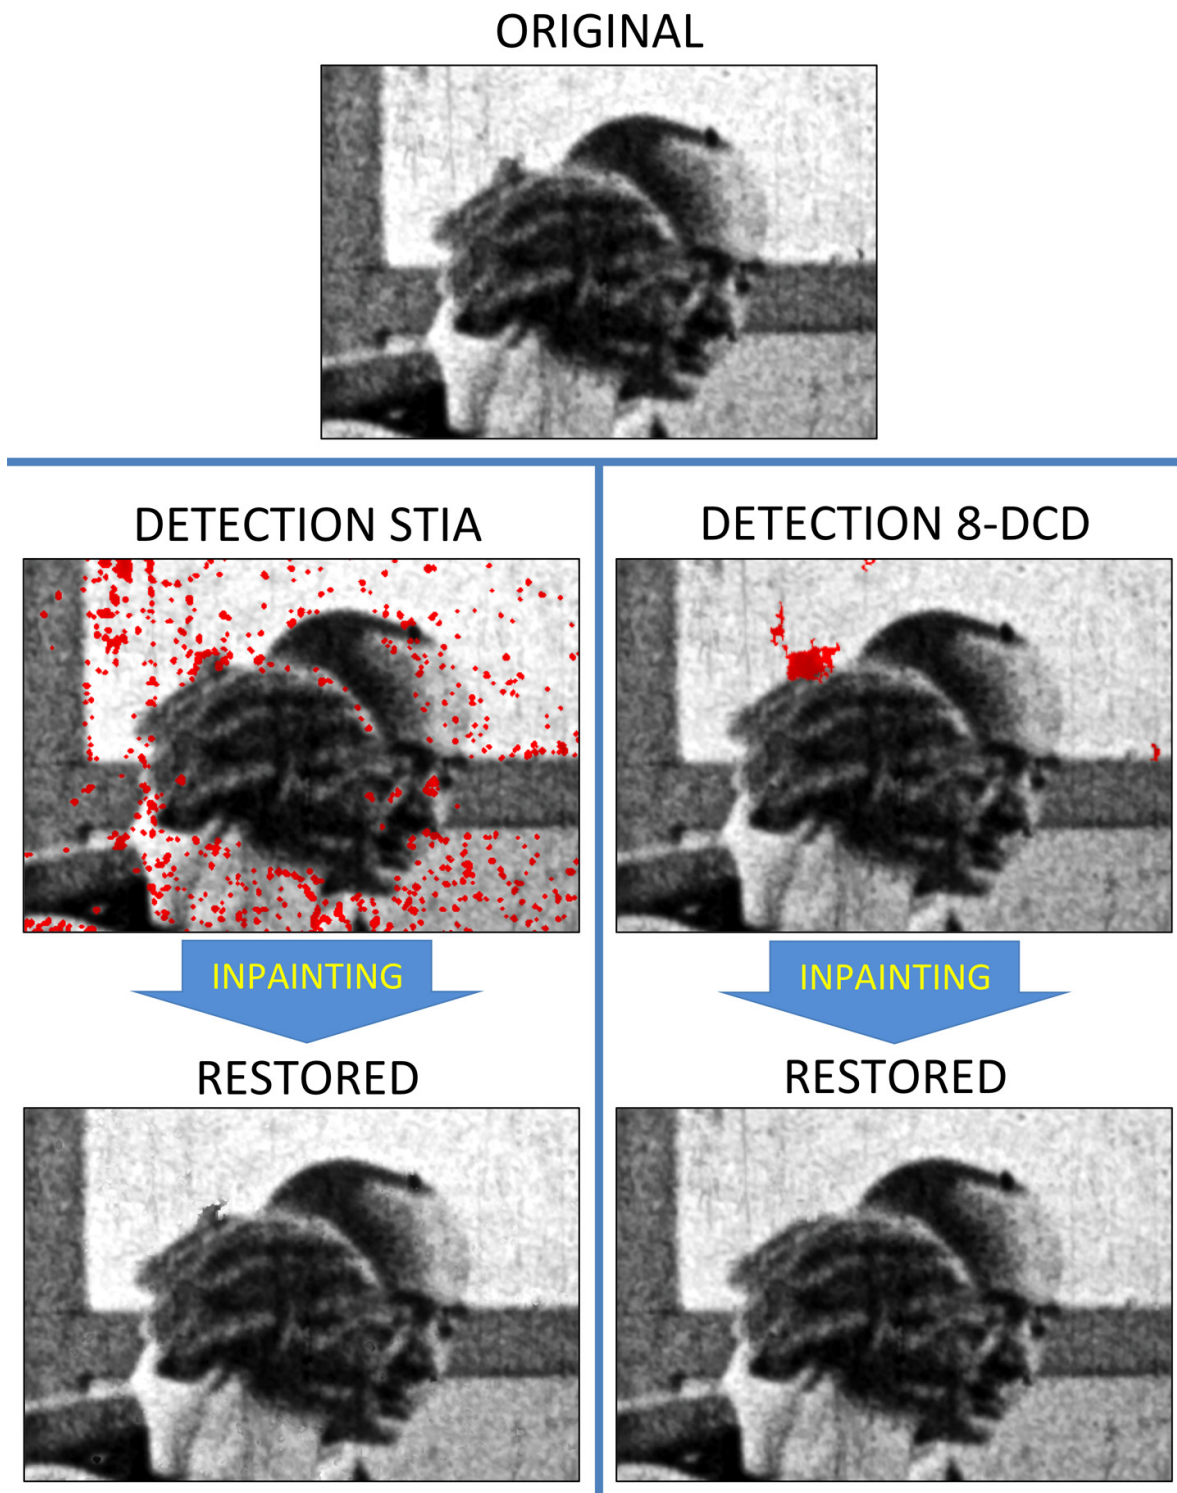 ORIGINAL
DETECTION STIA
DETECTION 8-DCD
INPAINTING
INPAINTING
RESTORED
RESTORED